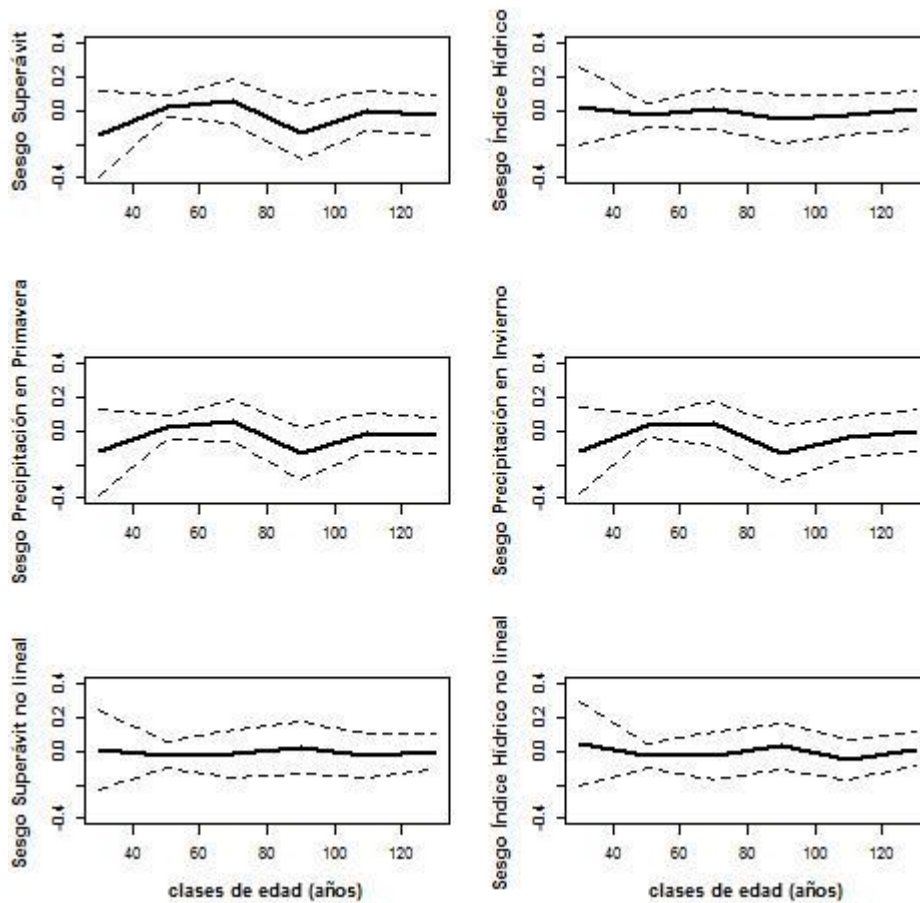 Sesgo Superávit
0.4
0.2
0.0
-0.4
40 60 80 100 120
Sesgo Índice Hídrico
0.4
0.2
0.0
-0.4
40 60 80 100 120
Sesgo Precipitación en Primavera
0.4
0.2
0.0
-0.4
40 60 80 100 120
Sesgo Precipitación en Invierno
0.4
0.2
0.0
-0.4
40 60 80 100 120
Sesgo Superávit no lineal
0.4
0.2
0.0
-0.4
40 60 80 100 120
clases de edad (años)
Sesgo Índice Hídrico no lineal
0.4
0.2
0.0
-0.4
40 60 80 100 120
clases de edad (años)